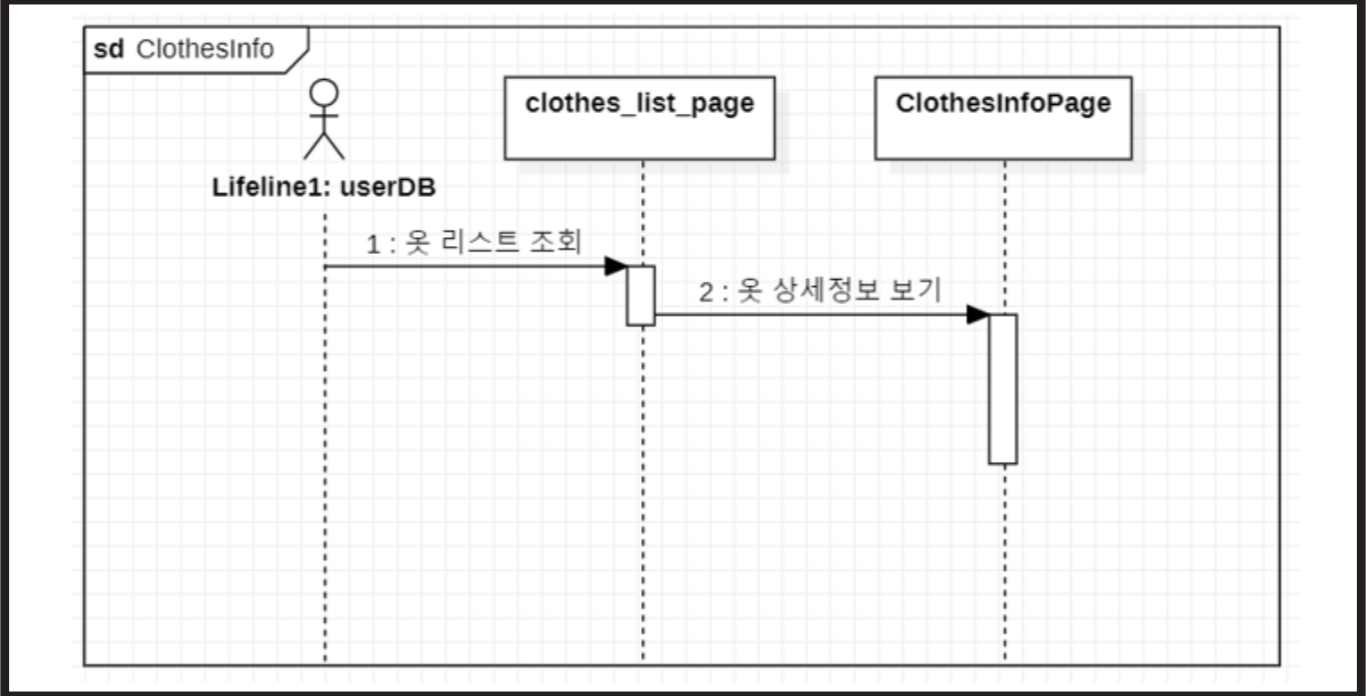 sd ClothesInfo
clothes_list_page
ClothesInfoPage
Lifeline1: userDB
1 : 옷 리스트 조회
2 : 옷 상세정보 보기